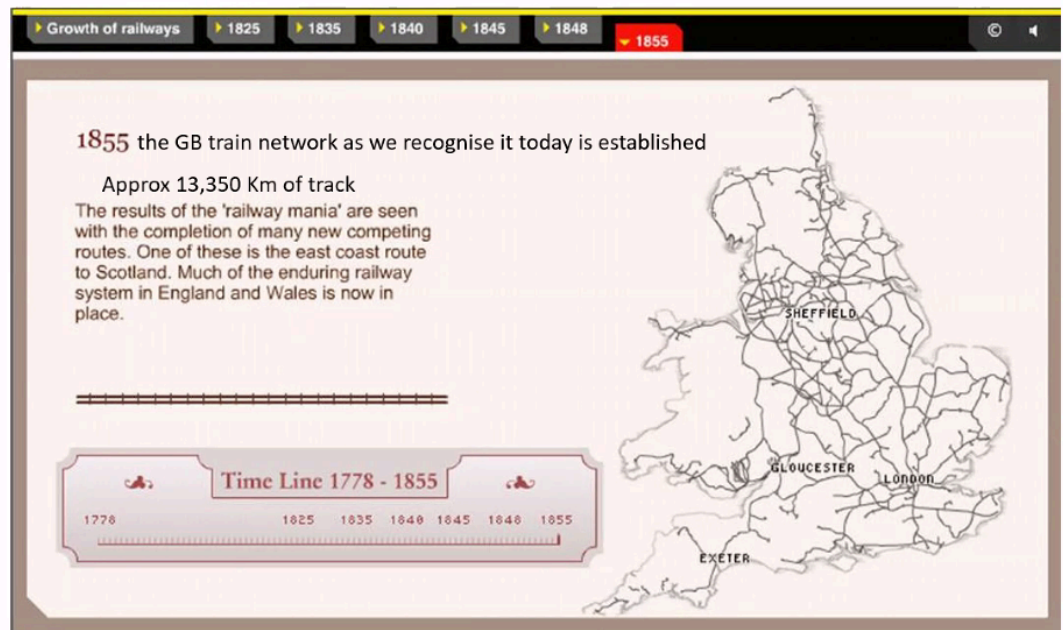 Growth of railways 1825 1835 1840 1845 1848 1855 ©
1855 the GB train network as we recognise it today is established
Approx 13,350 Km of track
The results of the 'railway mania' are seen
with the completion of many new competing
routes. One of these is the east coast route
to Scotland. Much of the enduring railway
system in England and Wales is now in
place.
SHEFFIELD
GLOUCESTER
LONDON
EXETER
Time Line 1778 - 1855
1778 1825 1835 1840 1845 1848 1855